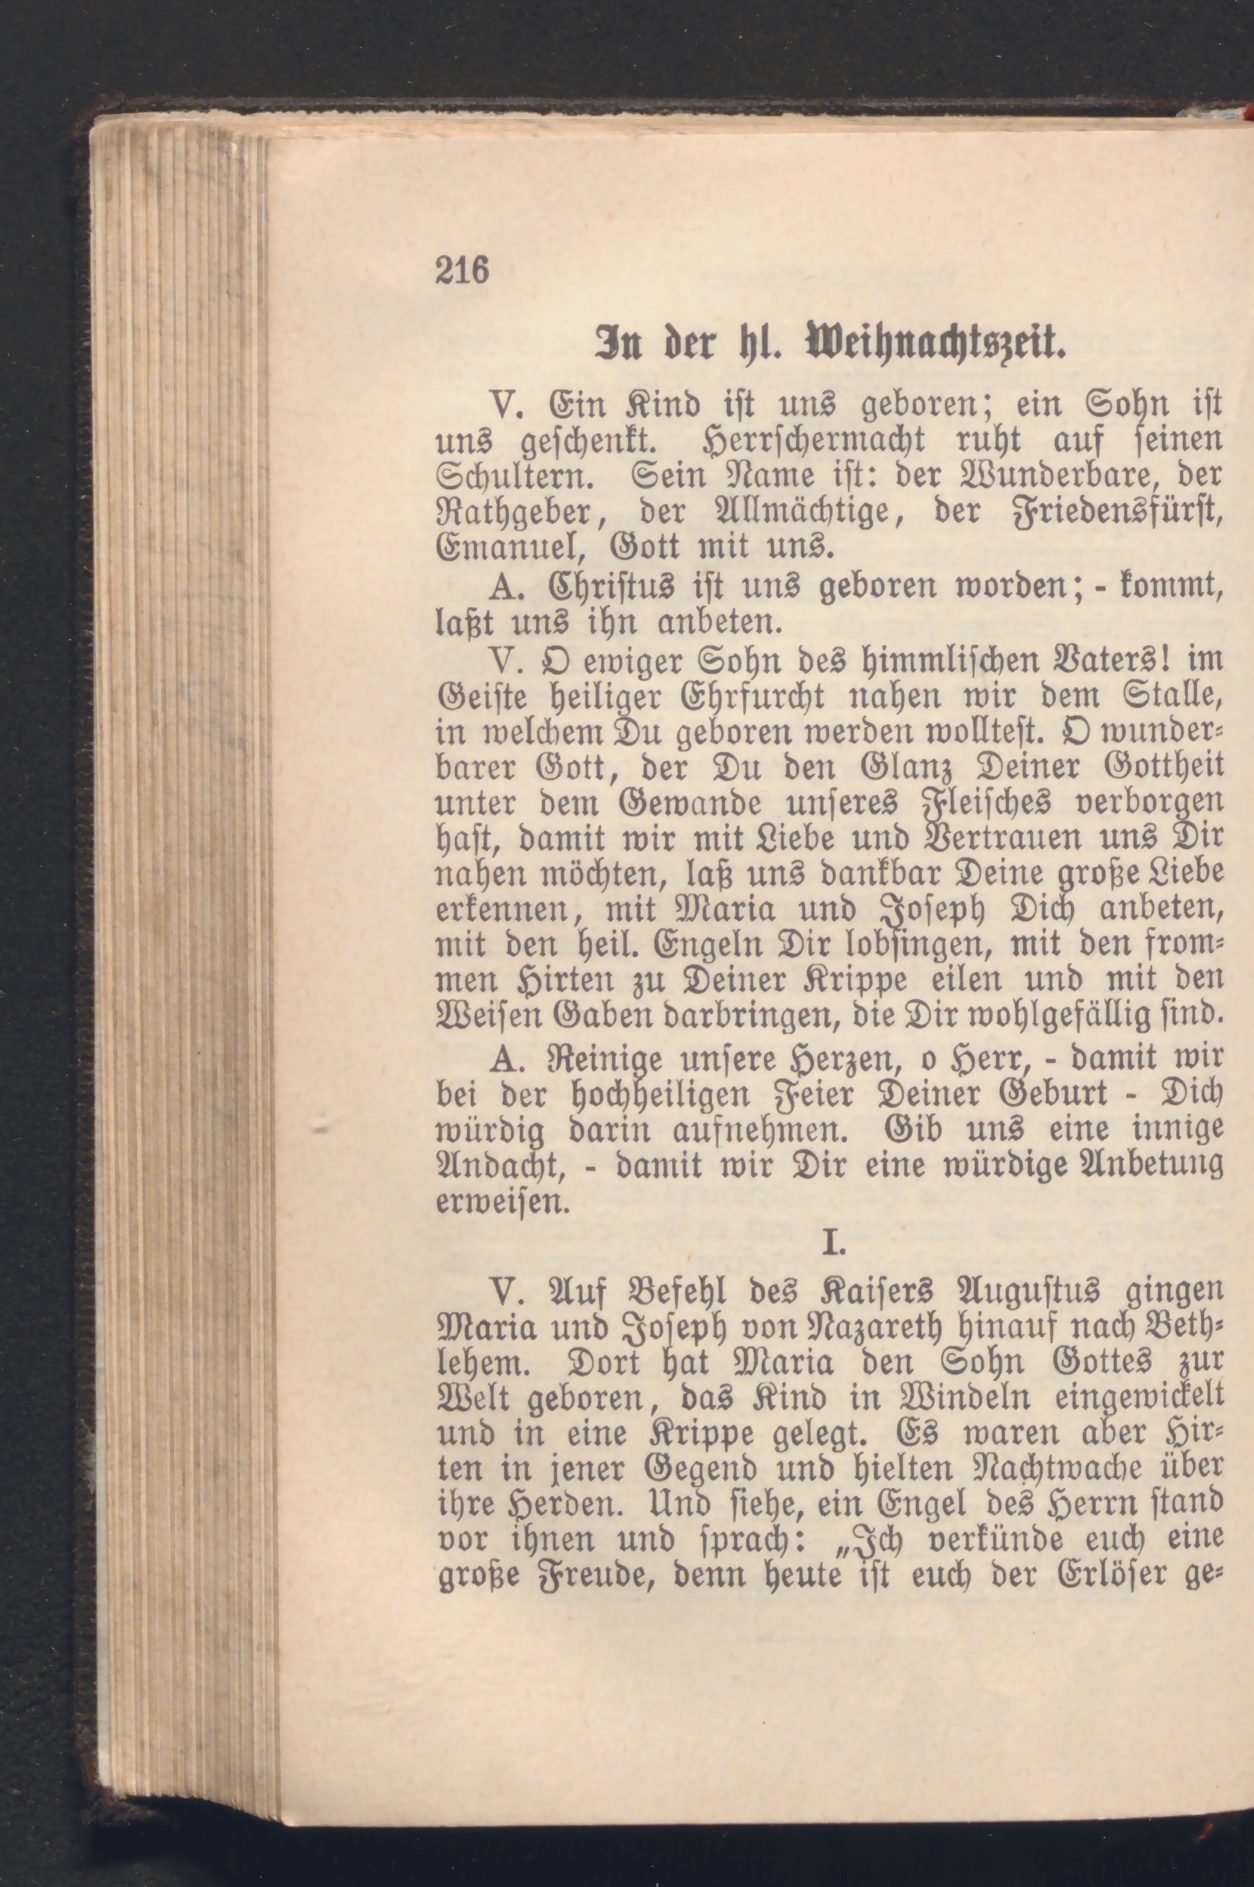 216
In der hl. Weihnachtszeit.
V. Ein Kind ist uns geboren; ein Sohn ist
uns geschenkt. Herrschermacht ruht auf seinen
Schultern. Sein Name ist: der Wunderbare, der
Rathgeber, der Allmächtige, der Friedensfürst,
Emanuel, Gott mit uns.
A. Christus ist uns geboren worden; - kommt,
laßt uns ihn anbeten.
V. O ewiger Sohn des himmlischen Vaters! im
Geiste heiliger Ehrfurcht nahen wir dem Stalle,
in welchem Du geboren werden wolltest. O wunder-
barer Gott, der Du den Glanz Deiner Gottheit
unter dem Gewande unseres Fleisches verborgen
hast, damit wir mit Liebe und Vertrauen uns Dir
nahen möchten, laß uns dankbar Deine große Liebe
erkennen, mit Maria und Joseph Dich anbeten,
mit den heil. Engeln Dir lobsingen, mit den from-
men Hirten zu Deiner Krippe eilen und mit den
Weisen Gaben darbringen, die Dir wohlgefällig sind.
A. Reinige unsere Herzen, o Herr, - damit wir
bei der hochheiligen Feier Deiner Geburt - Dich
würdig darin aufnehmen. Gib uns eine innige
Andacht, - damit wir Dir eine würdige Anbetung
erweisen.
I.
V. Auf Befehl des Kaisers Augustus gingen
Maria und Joseph von Nazareth hinauf nach Beth-
lehem. Dort hat Maria den Sohn Gottes zur
Welt geboren, das Kind in Windeln eingewickelt
und in eine Krippe gelegt. Es waren aber Hir-
ten in jener Gegend und hielten Nachtwache über
ihre Herden. Und siehe, ein Engel des Herrn stand
vor ihnen und sprach: „Ich verkünde euch eine
große Freude, denn heute ist euch der Erlöser ge-